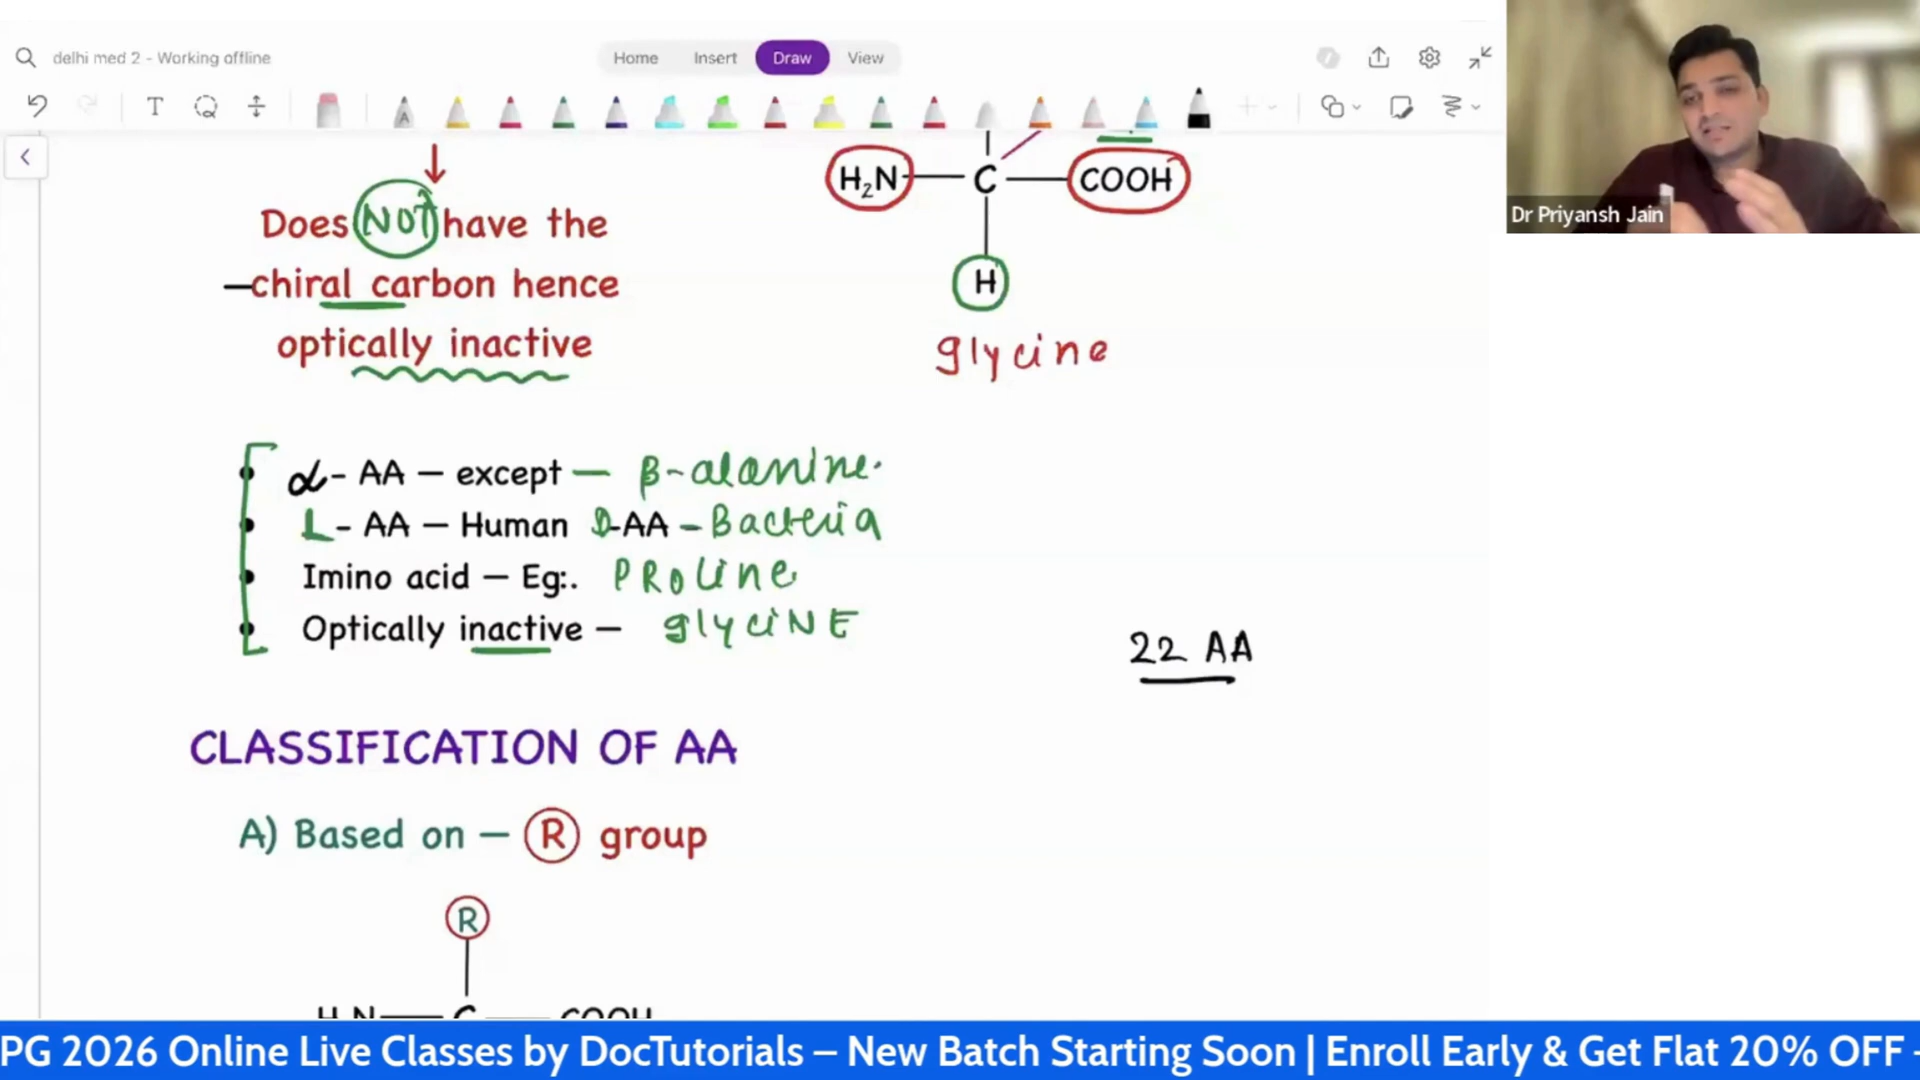 delhi med 2 - Working offline
Home Insert Draw View
T
A
H₂N C COOH
H
glycine
Does NOT have the
chiral carbon hence
optically inactive
α- AA – except – β-alanine.
L- AA – Human D-AA – Bacteria
Imino acid – Eg:. PROLine
Optically inactive – glyciNE
22 AA
CLASSIFICATION OF AA
A) Based on – R group
R
H N C COOH
Dr Priyansh Jain
PG 2026 Online Live Classes by DocTutorials – New Batch Starting Soon | Enroll Early & Get Flat 20% OFF -